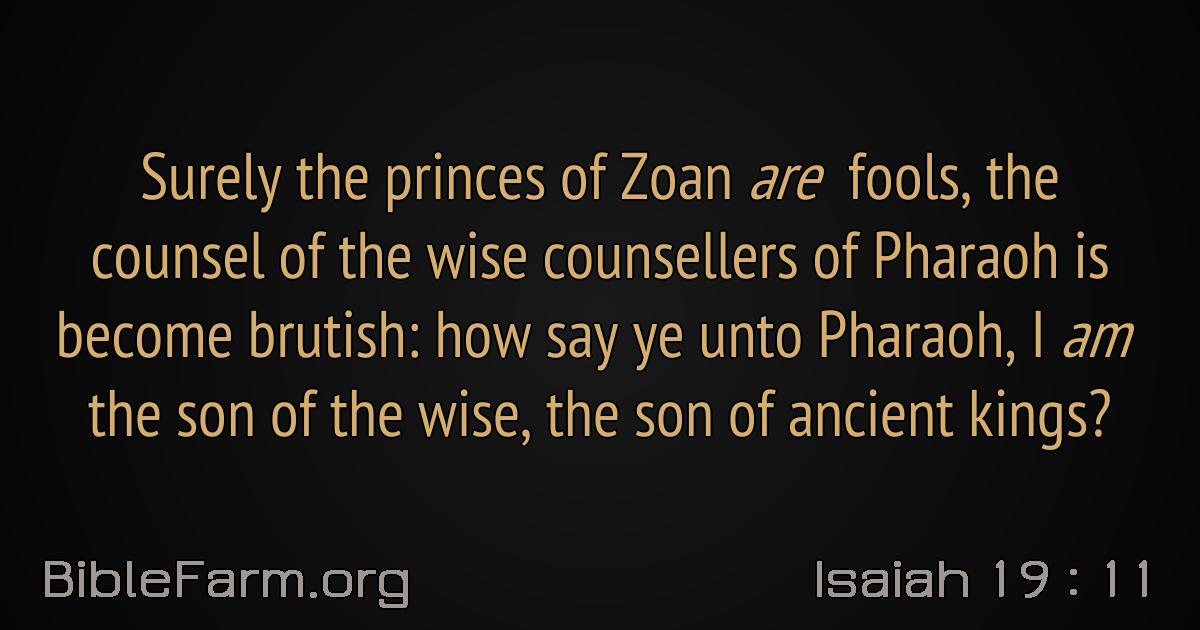 Surely the princes of Zoan are fools, the
counsel of the wise counsellers of Pharaoh is
become brutish: how say ye unto Pharaoh, I am
the son of the wise, the son of ancient kings?
BibleFarm.org
Isaiah 19 : 11